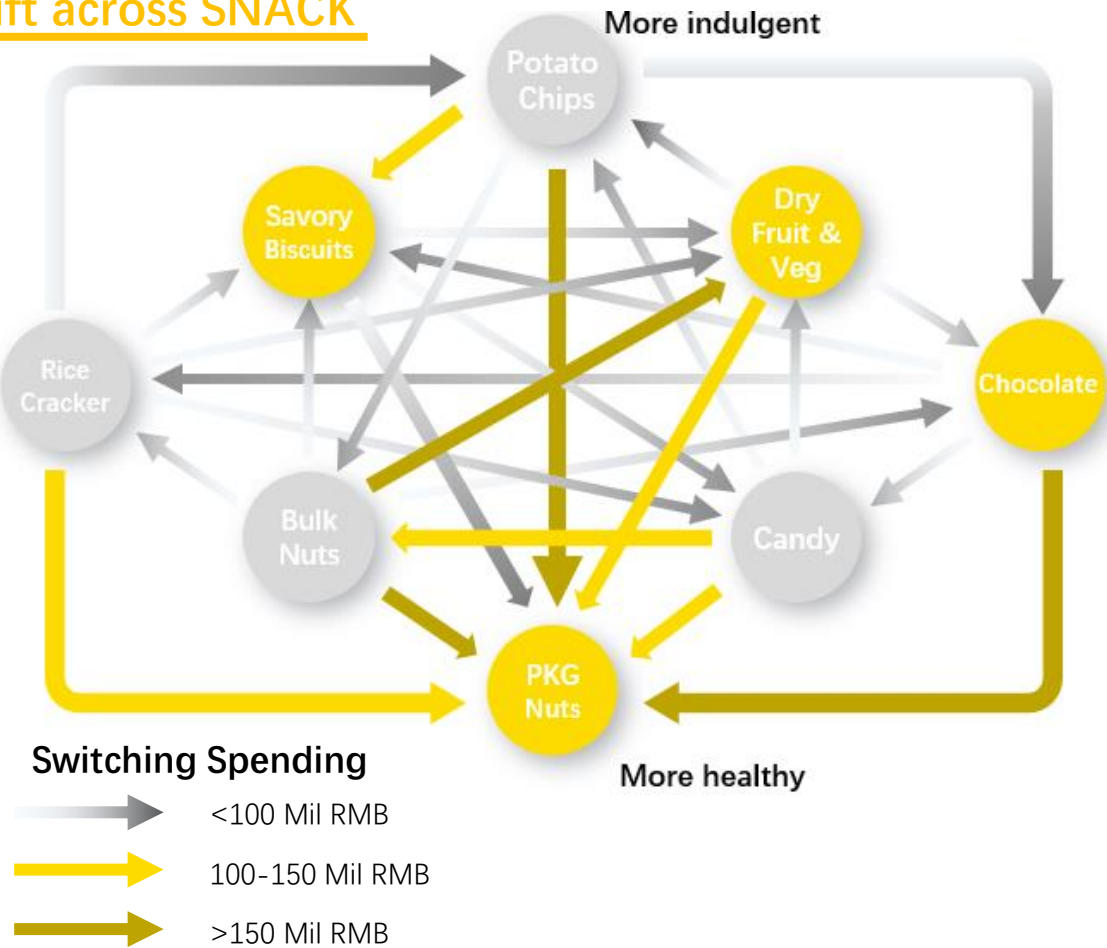 ift across SNACK
More indulgent
Potato
Chips
Savory
Biscuits
Dry
Fruit &
Veg
Rice
Cracker
Chocolate
Bulk
Nuts
Candy
PKG
Nuts
More healthy
Switching Spending
<100 Mil RMB
100-150 Mil RMB
>150 Mil RMB